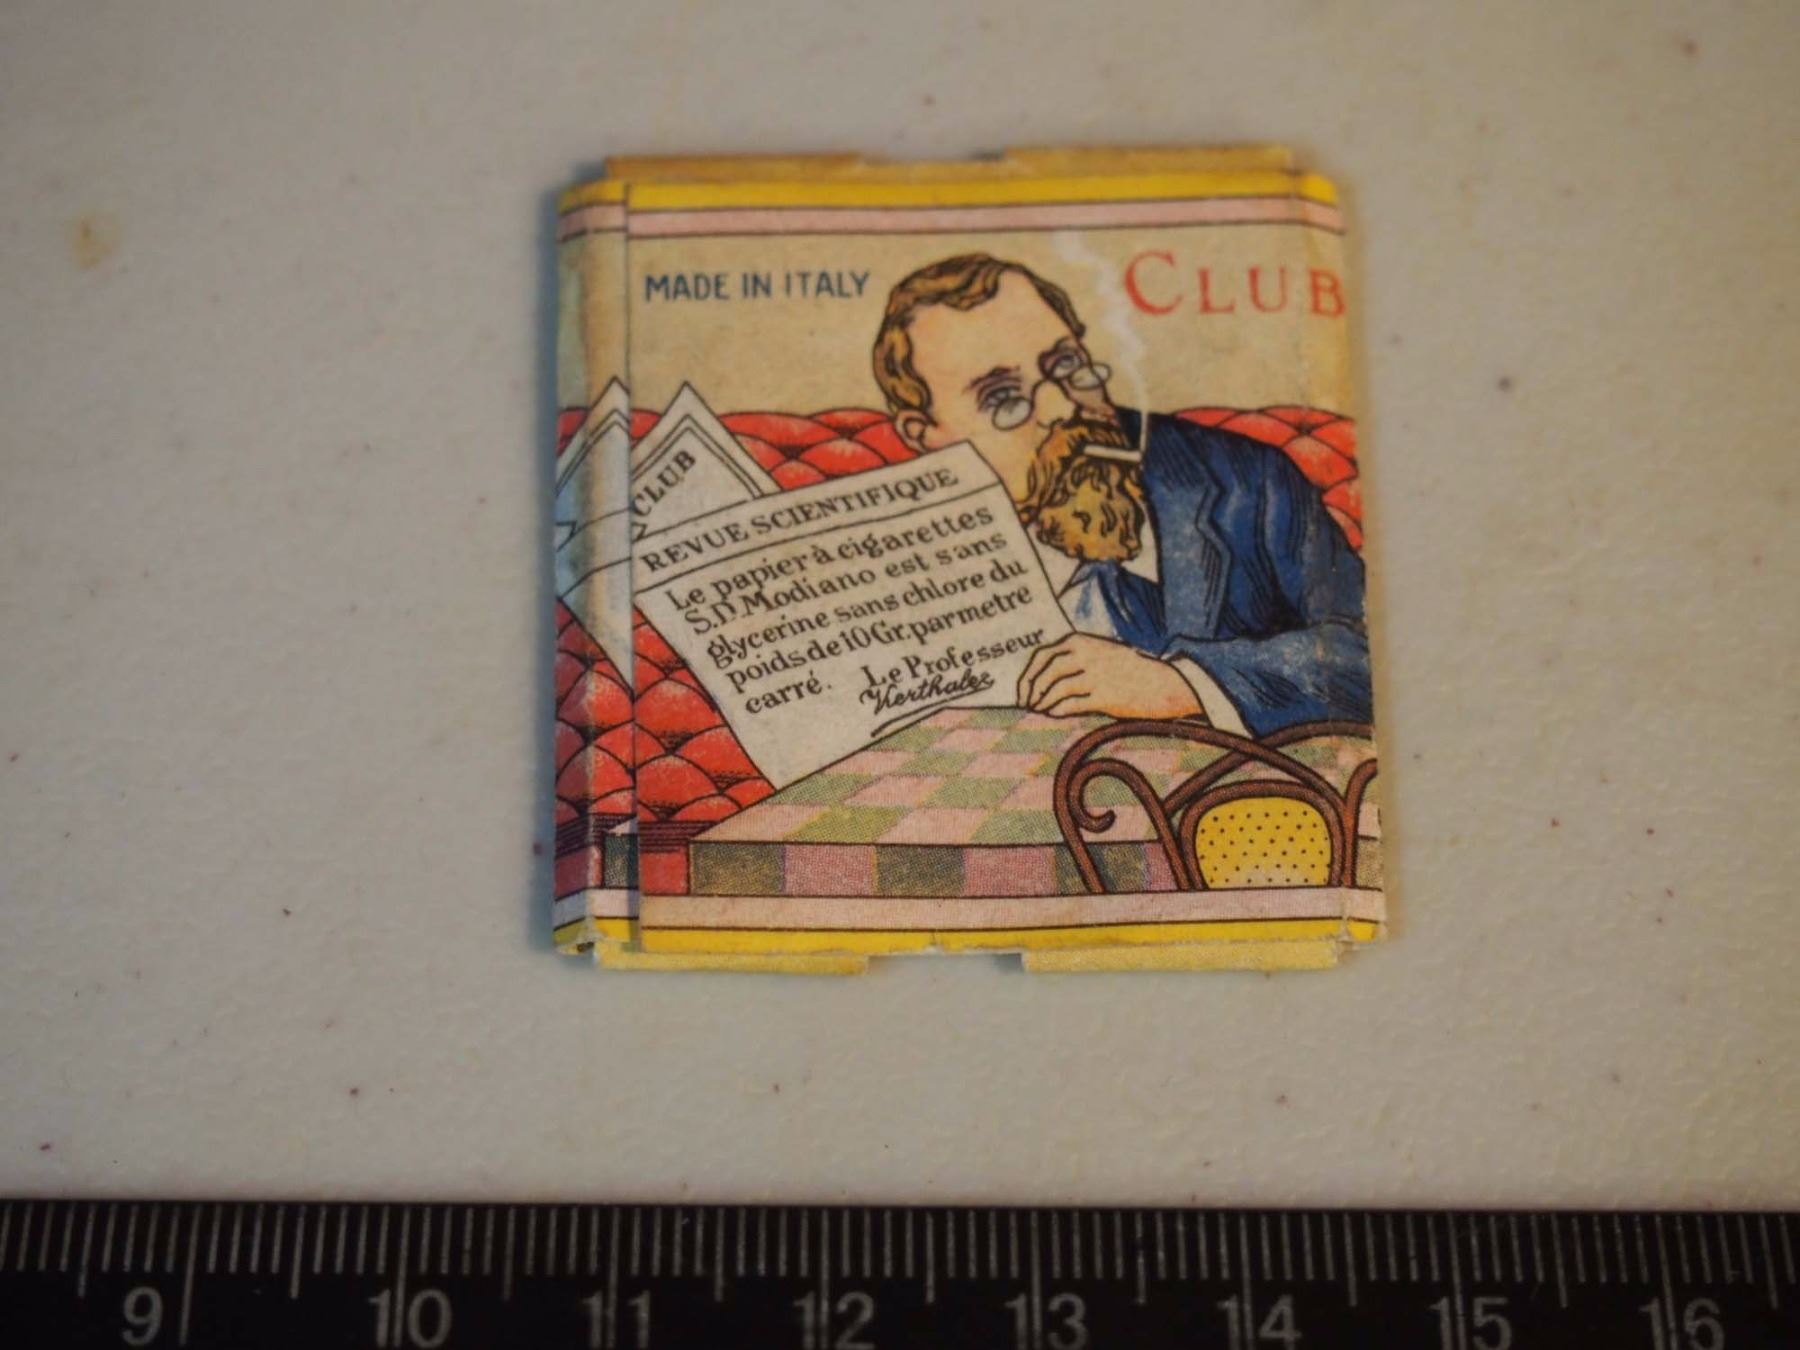 MADE IN ITALY
CLUB
CLUB
REVUE SCIENTIFIQUE
Le papier à cigarettes
S.D. Modiano est sans
glycerine sans chlore du
poids de 10 Gr. par metre
carré. Le Professeur
9 10 11 12 13 14 15 16